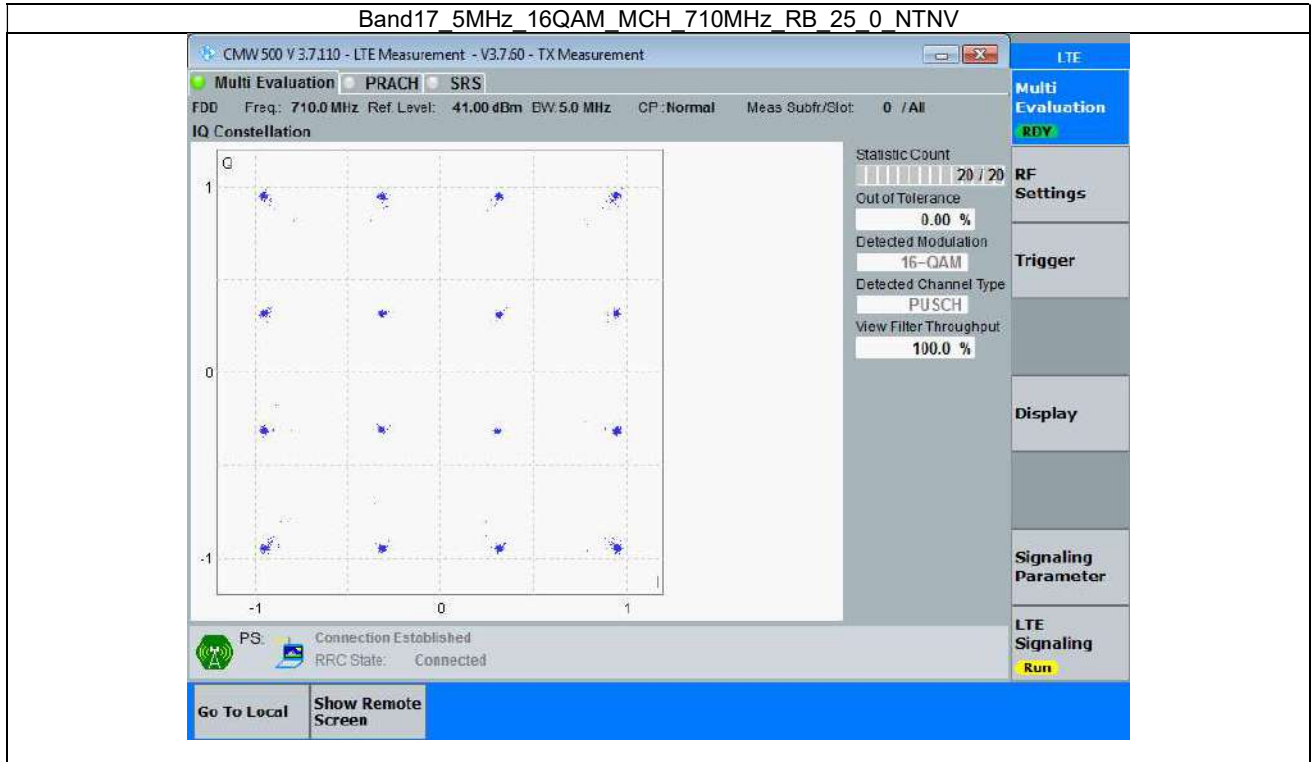 Band17_5MHz_16QAM_MCH_710MHz_RB_25_0_NTNV
CMW 500 V 3.7.110 - LTE Measurement - V3.7.60 - TX Measurement
LTE
Multi Evaluation PRACH SRS
Multi
Evaluation
RDY
FDD Freq.: 710.0 MHz Ref. Level: 41.00 dBm BW: 5.0 MHz CP : Normal Meas Subfr./Slot: 0 / All
IQ Constellation
Q
1
0
-1
-1 0 1
I
Statistic Count
20 / 20
Out of Tolerance
0.00 %
Detected Modulation
16-QAM
Detected Channel Type
PUSCH
View Filter Throughput
100.0 %
RF
Settings
Trigger
Display
Signaling
Parameter
LTE
Signaling
Run
PS:
Connection Established
RRC State: Connected
Go To Local
Show Remote
Screen